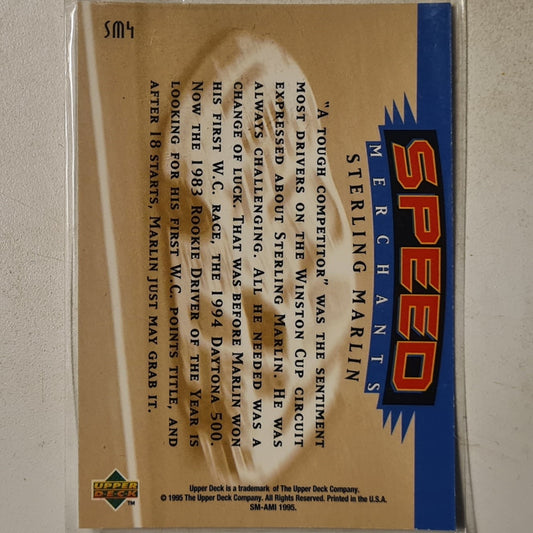 SM4
SPEED
MERCHANTS
STERLING MARLIN
"A TOUGH COMPETITOR" WAS THE SENTIMENT
MOST DRIVERS ON THE WINSTON CUP CIRCUIT
EXPRESSED ABOUT STERLING MARLIN. HE WAS
ALWAYS CHALLENGING. ALL HE NEEDED WAS A
CHANGE OF LUCK. THAT WAS BEFORE MARLIN WON
HIS FIRST W.C. RACE, THE 1994 DAYTONA 500.
NOW THE 1983 ROOKIE DRIVER OF THE YEAR IS
LOOKING FOR HIS FIRST W.C. POINTS TITLE, AND
AFTER 18 STARTS, MARLIN JUST MAY GRAB IT.
UPPER
DECK
™
Upper Deck is a trademark of The Upper Deck Company.
© 1995 The Upper Deck Company. All Rights Reserved. Printed in the U.S.A.
SM-AMI 1995.